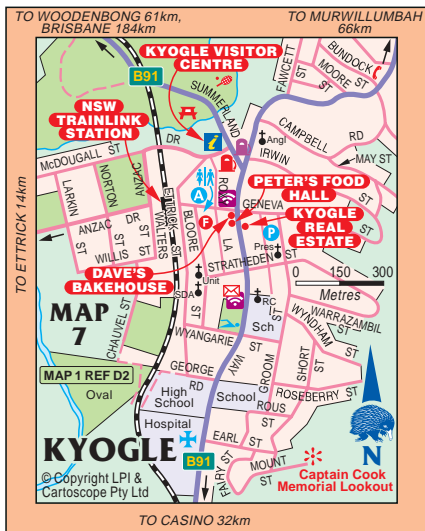 TO WOODENBONG 61km,
BRISBANE 184km
TO MURWILLUMBAH
66km
KYOGLE VISITOR
CENTRE
B91
SUMMERLAND
FAWCETT
ST
BUNDOCK
ST
MOORE
ST
NSW
TRAINLINK
STATION
DR
Angl
CAMPBELL RD
IRWIN
MAY ST
McDOUGALL ST
ANZAC
NORTON
LARKIN
ST
ST
ANZAC DR
WILLIS ST
ETTRICK
WALTERS ST
BLOORE
ST
A
i
RD
PETER'S FOOD
HALL
GENEVA
KYOGLE
REAL
ESTATE
F
P
LA
Pres
STRATHEDEN ST
TO ETTRICK 14km
DAVE'S
BAKEHOUSE
Unit
SDA
RC
0 150 300
Metres
MAP
7
CHAUVEL ST
WYANGARIE ST
Sch
ST
WARRAZAMBIL
ST
WYNDHAM
MAP 1 REF D2
Oval
GEORGE RD
WAY
GROOM
SHORT
ST
ROSEBERRY ST
High
School
School
ROUS
ST
Hospital
KYOGLE
EARL ST
MOUNT ST
FAIRY ST
B91
N
Captain Cook
Memorial Lookout
© Copyright LPI &
Cartoscope Pty Ltd
TO CASINO 32km